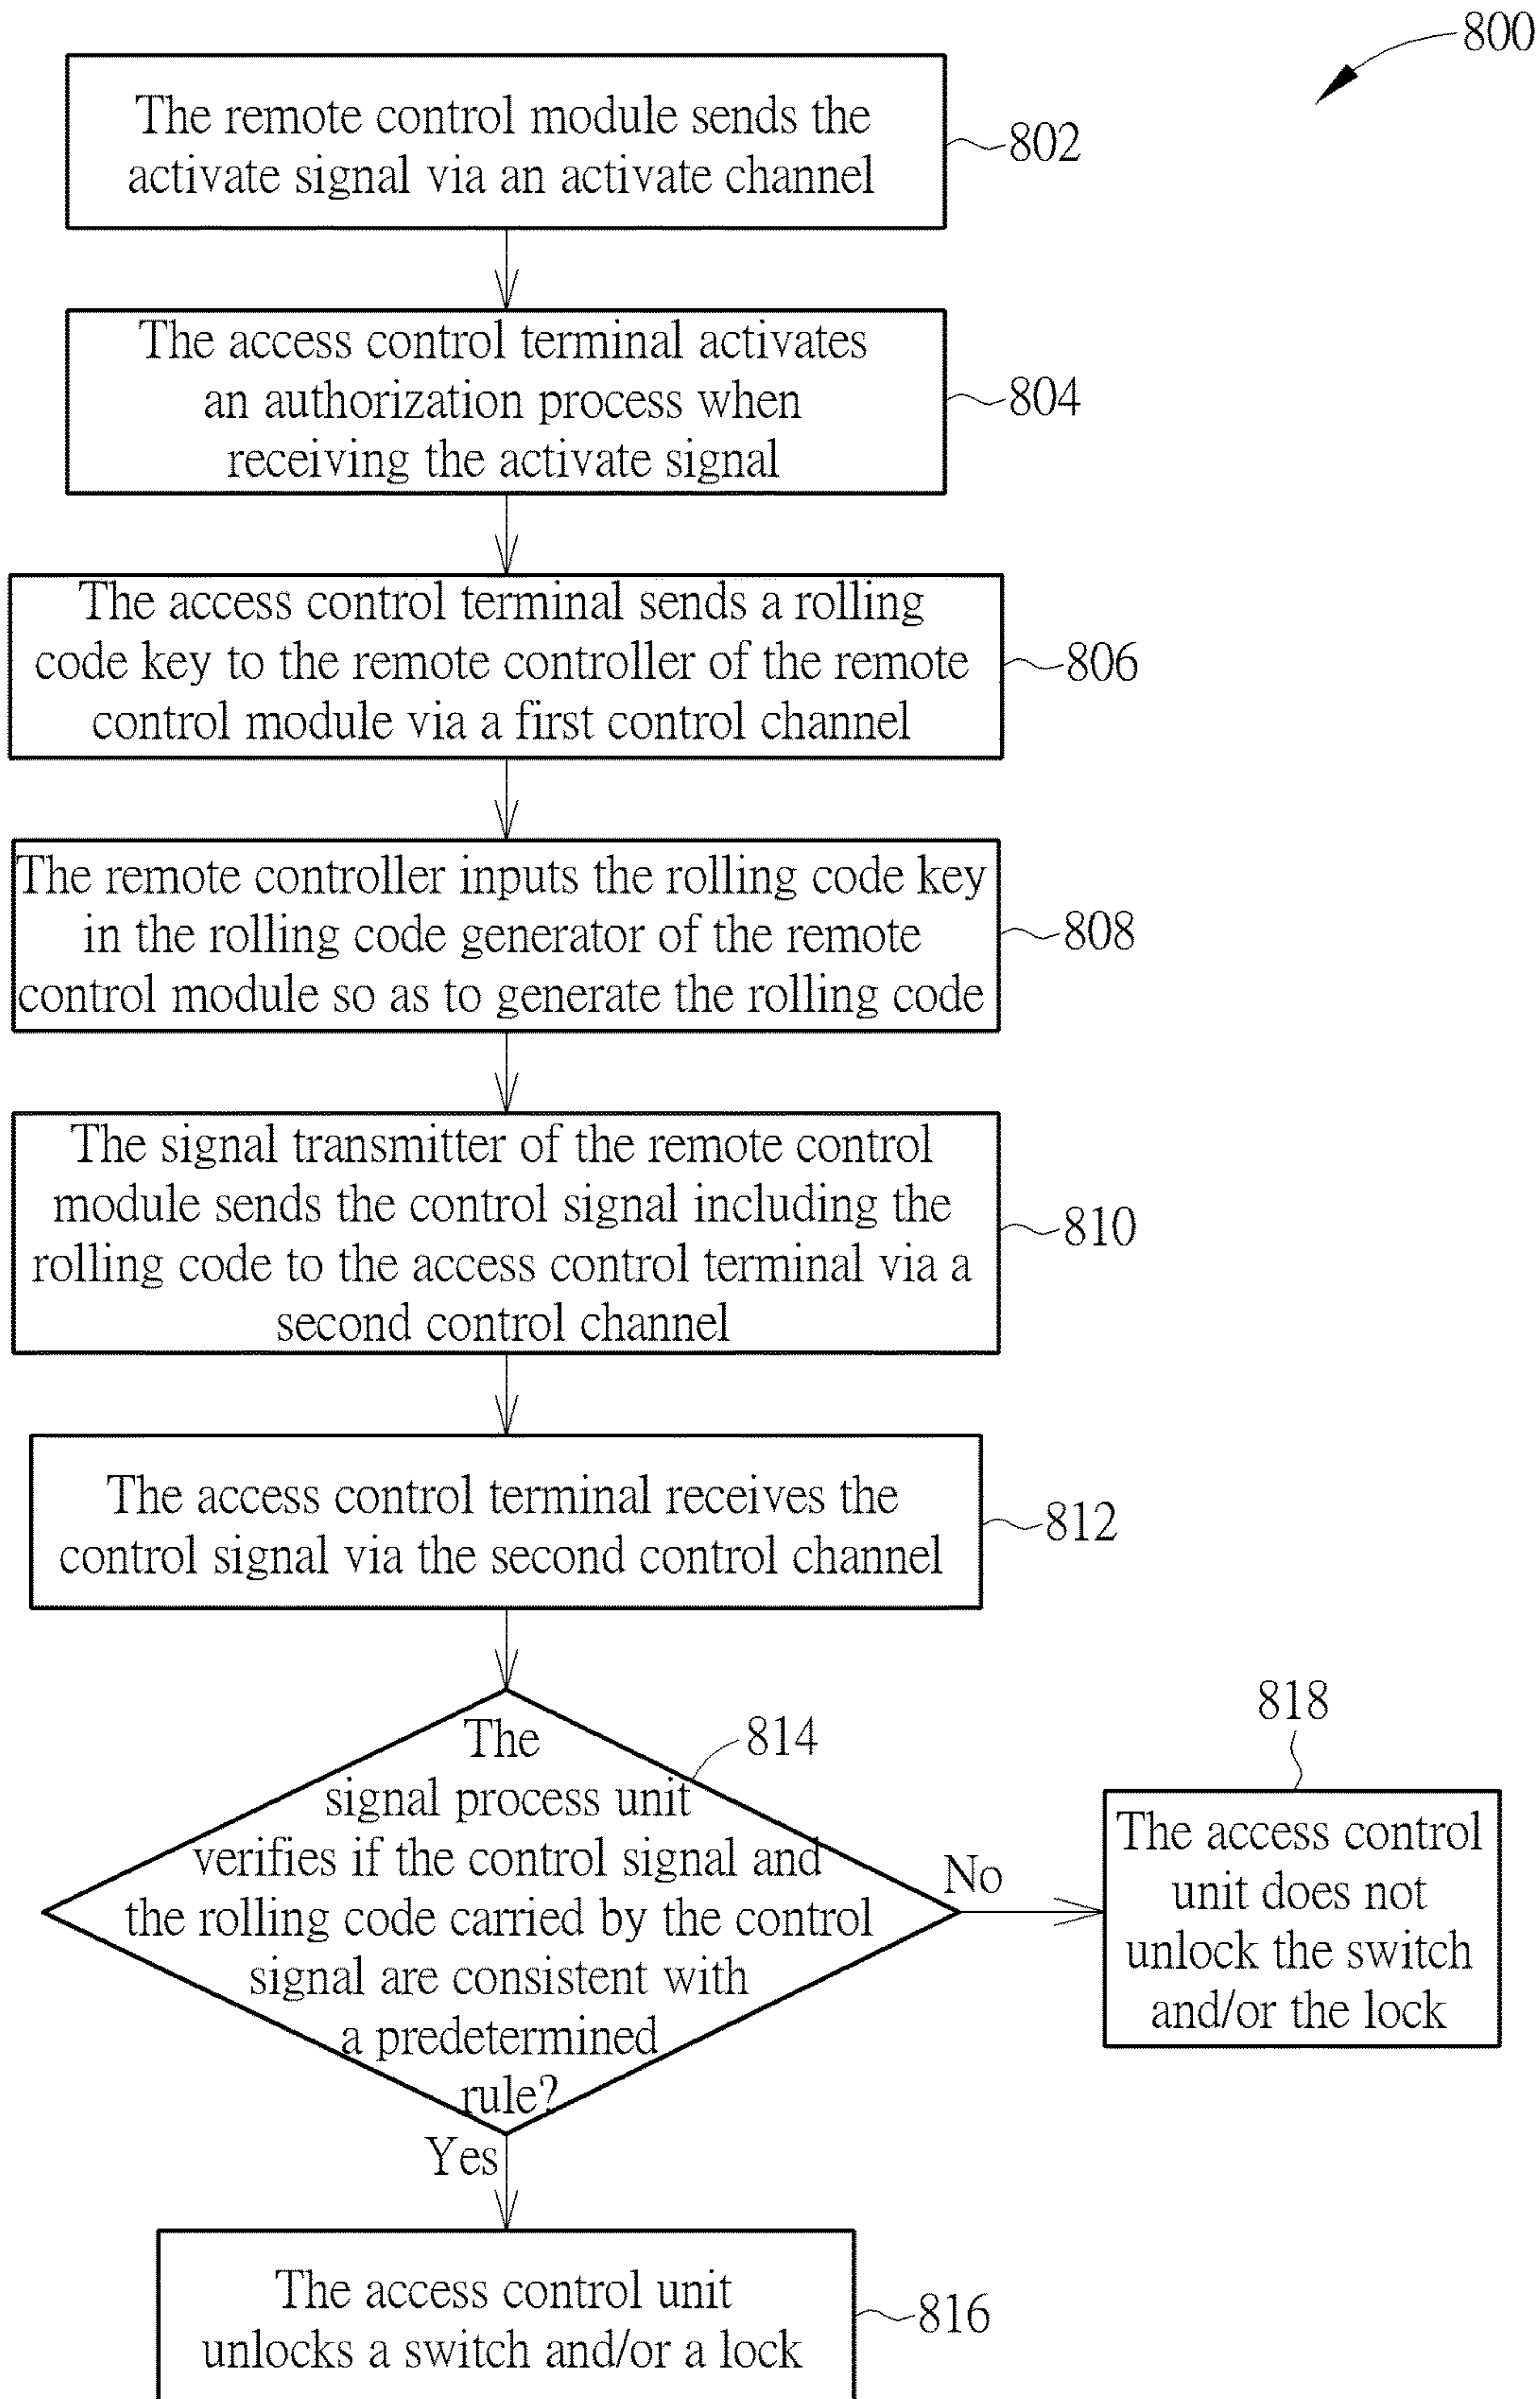 800
The remote control module sends the
activate signal via an activate channel
802
The access control terminal activates
an authorization process when
receiving the activate signal
804
The access control terminal sends a rolling
code key to the remote controller of the remote
control module via a first control channel
806
The remote controller inputs the rolling code key
in the rolling code generator of the remote
control module so as to generate the rolling code
808
The signal transmitter of the remote control
module sends the control signal including the
rolling code to the access control terminal via a
second control channel
810
The access control terminal receives the
control signal via the second control channel
812
The
signal process unit
verifies if the control signal and
the rolling code carried by the control
signal are consistent with
a predetermined
rule?
814
No
818
The access control
unit does not
unlock the switch
and/or the lock
Yes
The access control unit
unlocks a switch and/or a lock
816